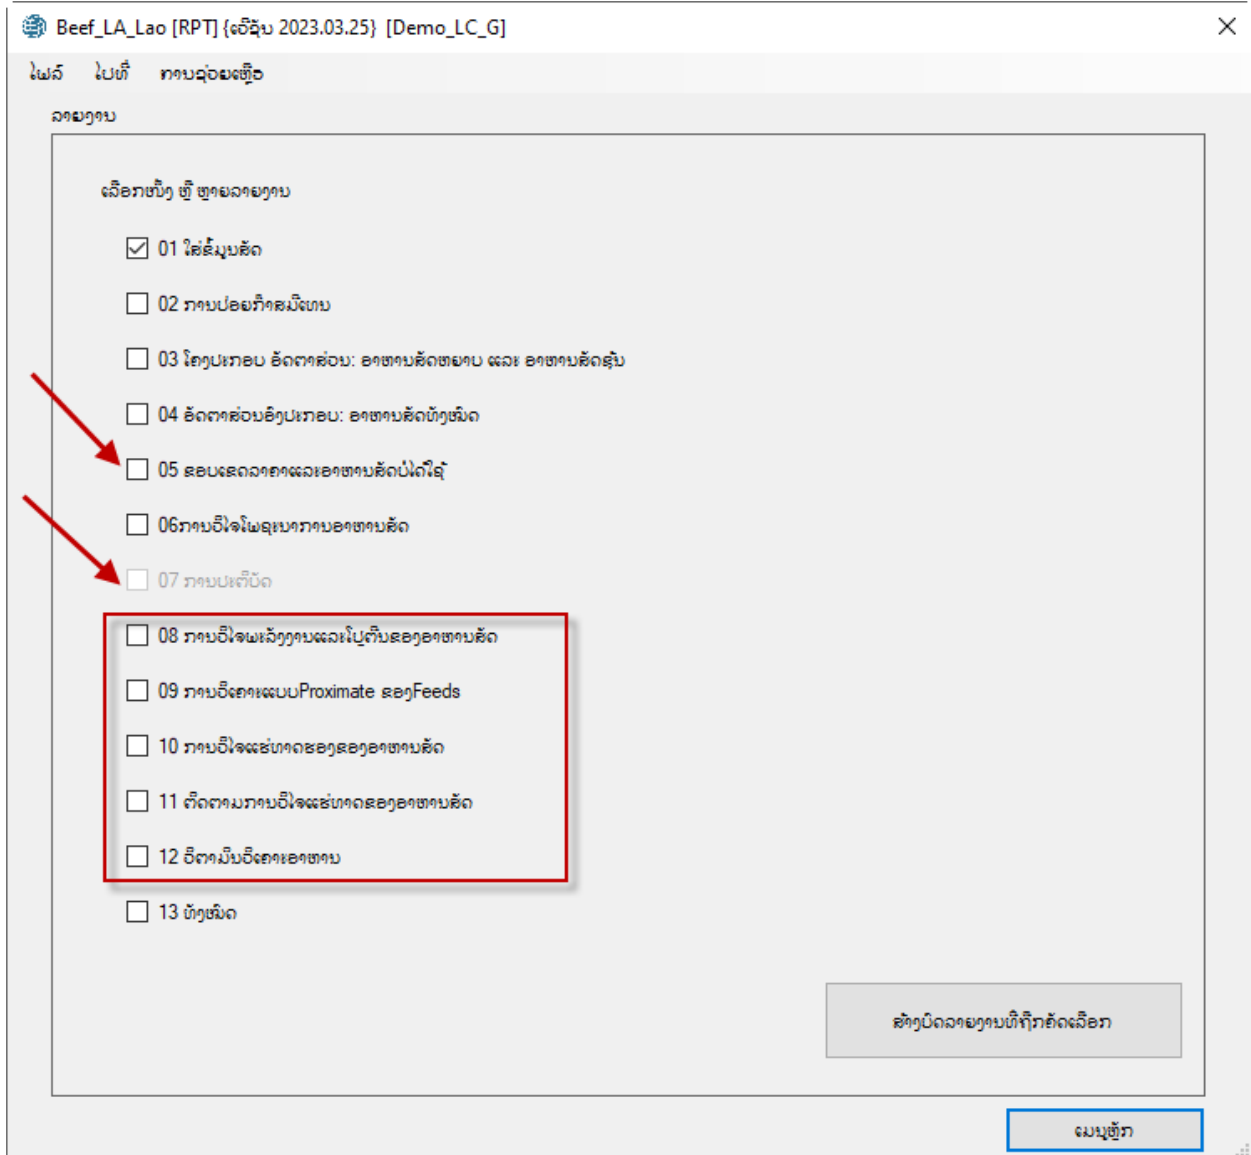 Beef_LA_Lao [RPT] {ເວີຊັນ 2023.03.25} [Demo_LC_G]
ໄຟລ໌ ໄປທີ່ ການຊ່ວຍເຫຼືອ
ລາຍງານ
ເລືອກໜຶ່ງ ຫຼື ຫຼາຍລາຍງານ
01 ໃສ່ຂໍ້ມູນສັດ
02 ການປ່ອຍກ໊າສມີເທນ
03 ໂຄງປະກອບ ອັດຕາສ່ວນ: ອາຫານສັດຫຍາບ ແລະ ອາຫານສັດຊຸ້ນ
04 ອັດຕາສ່ວນອົງປະກອບ: ອາຫານສັດທັງໝົດ
05 ຂອບເຂດລາຄາແລະອາຫານສັດບໍ່ໄດ້ໃຊ້
06ການວິໄຈໂພຊະນາການອາຫານສັດ
07 ການປະຕິບັດ
08 ການວິໄຈພະລັງງານແລະໂປຼຕີນຂອງອາຫານສັດ
09 ການວິເຄາະແບບProximate ຂອງFeeds
10 ການວິໄຈແຮ່ທາດຮອງຂອງອາຫານສັດ
11 ຕິດຕາມການວິໄຈແຮ່ທາດຂອງອາຫານສັດ
12 ວິຕາມິນວິເຄາະອາຫານ
13 ທັງໝົດ
ສ້າງບົດລາຍງານທີ່ຖືກຄັດເລືອກ
ເມນູຫຼັກ